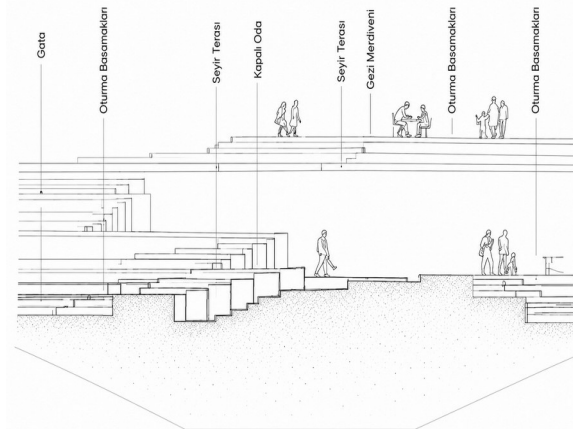 Gata
Oturma Basamakları
Seyir Terası
Kapalı Oda
Seyir Terası
Gezi Merdiveni
Oturma Basamakları
Oturma Basamakları